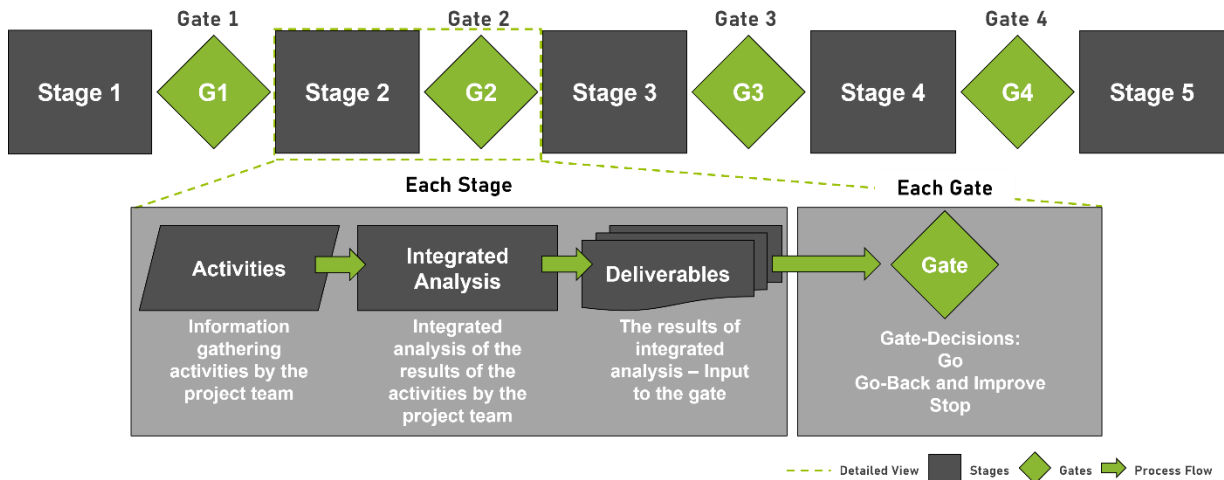 Gate 1
Gate 2
Gate 3
Gate 4
Stage 1
G1
Stage 2
G2
Stage 3
G3
Stage 4
G4
Stage 5
Each Stage
Each Gate
Activities
Integrated
Analysis
Deliverables
Gate
Information
gathering
activities by the
project team
Integrated
analysis of the
results of the
activities by the
project team
The results of
integrated
analysis – Input
to the gate
Gate-Decisions:
Go
Go-Back and Improve
Stop
Detailed View
Stages
Gates
Process Flow